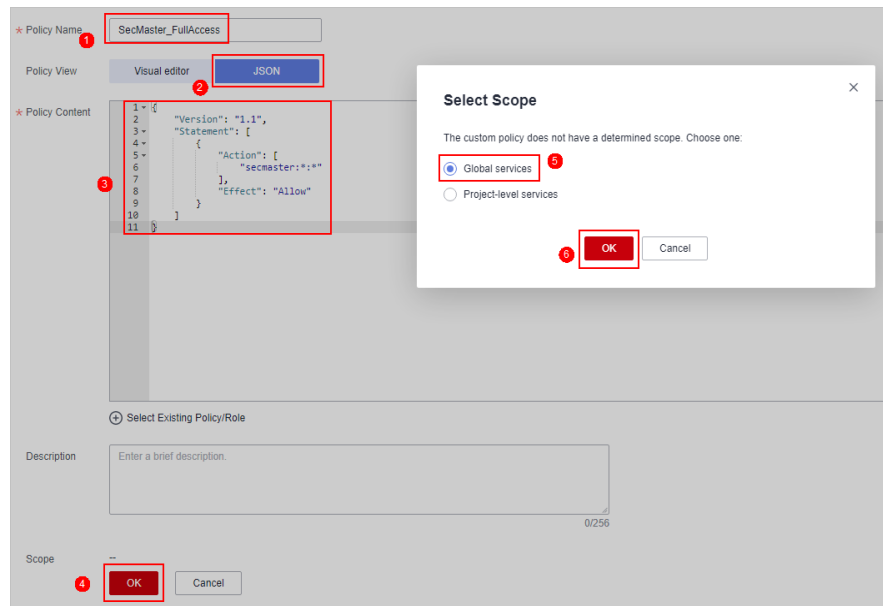 * Policy Name
1
SecMaster_FullAccess
Policy View
Visual editor
JSON
2
* Policy Content
3
1 {
2 "Version": "1.1",
3 "Statement": [
4 {
5 "Action": [
6 "secmaster:*:*"
7 ],
8 "Effect": "Allow"
9 }
10 ]
11 }
Select Scope
The custom policy does not have a determined scope. Choose one:
Global services
5
Project-level services
6
OK
Cancel
Select Existing Policy/Role
Description
Enter a brief description.
0/256
Scope
--
4
OK
Cancel